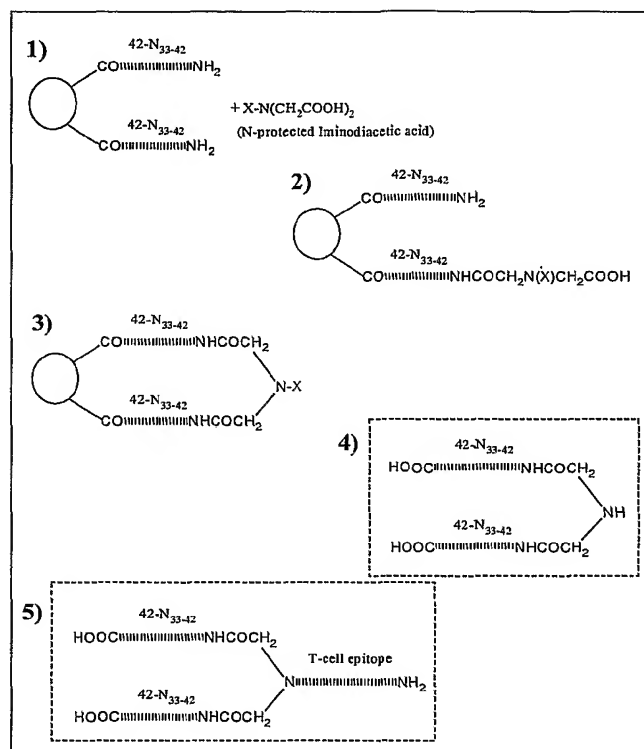 1)
42-N33-42
CO NH2
42-N33-42
CO NH2
+ X-N(CH2COOH)2
(N-protected Iminodiacetic acid)
2)
42-N33-42
CO NH2
42-N33-42
CO NHCOCH2N(X)CH2COOH
3)
42-N33-42
CO NHCOCH2
N-X
42-N33-42
CO NHCOCH2
4)
42-N33-42
HOOC NHCOCH2
NH
42-N33-42
HOOC NHCOCH2
5)
42-N33-42
HOOC NHCOCH2
T-cell epitope
N NH2
42-N33-42
HOOC NHCOCH2